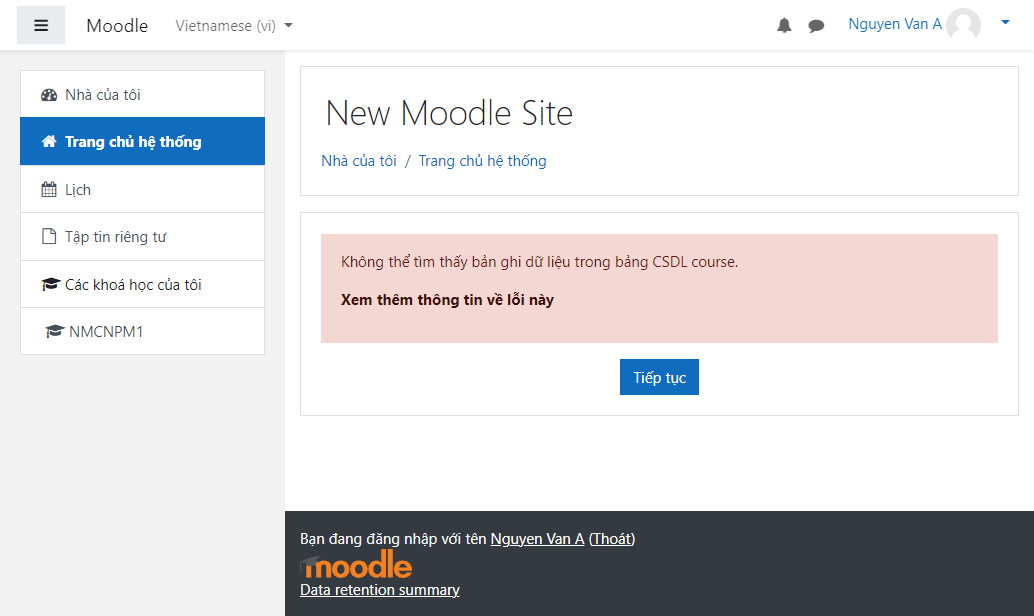 Moodle Vietnamese (vi) Nguyen Van A
Nhà của tôi
Trang chủ hệ thống
Lịch
Tập tin riêng tư
Các khoá học của tôi
NMCNPM1
New Moodle Site
Nhà của tôi / Trang chủ hệ thống
Không thể tìm thấy bản ghi dữ liệu trong bảng CSDL course.
Xem thêm thông tin về lỗi này
Tiếp tục
Bạn đang đăng nhập với tên Nguyen Van A (Thoát)
moodle
Data retention summary